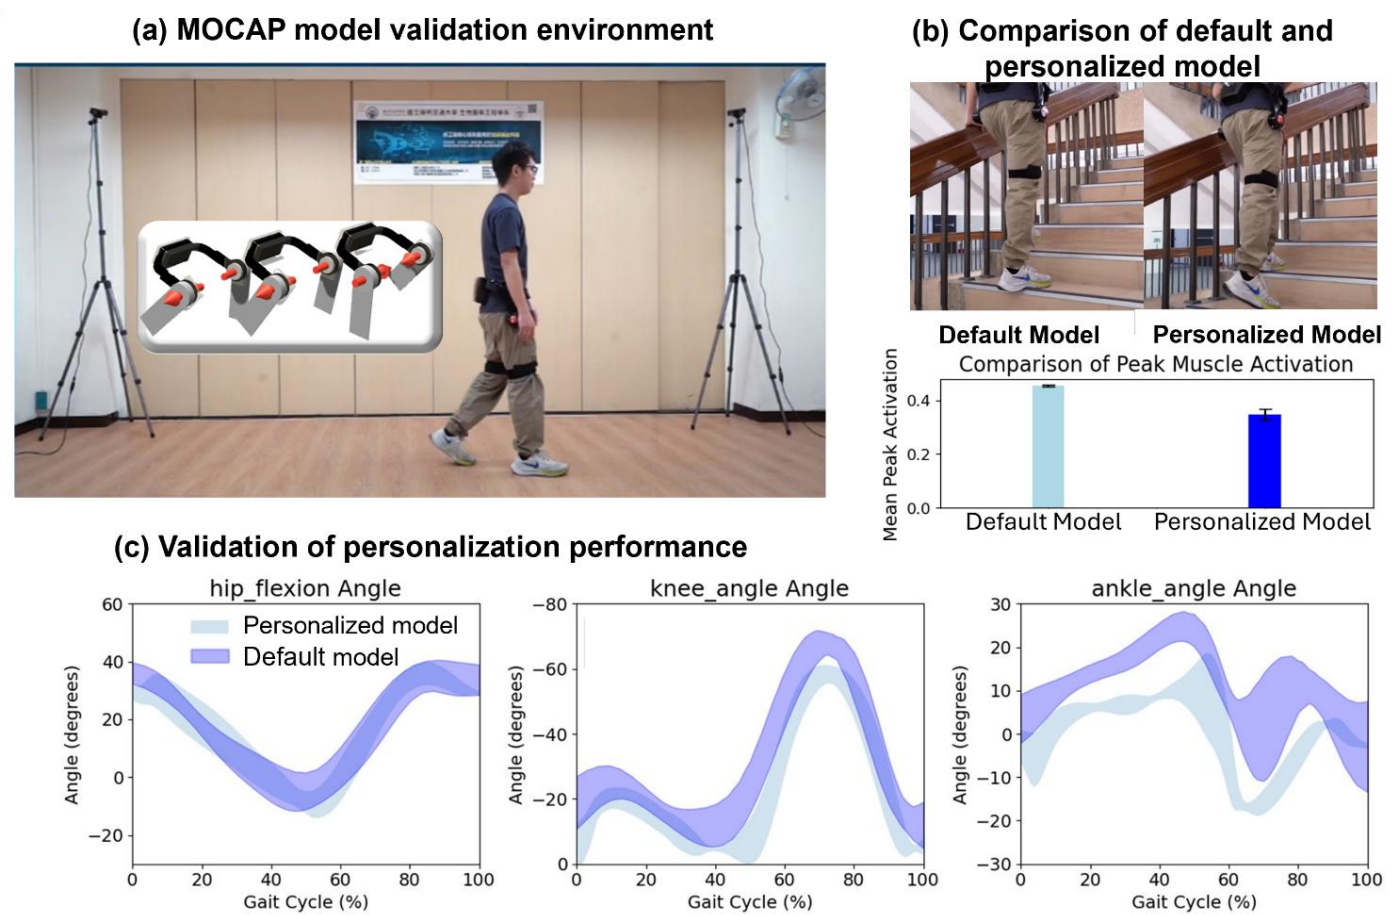 (a) MOCAP model validation environment
(b) Comparison of default and
personalized model
Default Model
Personalized Model
Comparison of Peak Muscle Activation
Mean Peak Activation
0.4
0.2
0.0
Default Model
Personalized Model
(c) Validation of personalization performance
hip_flexion Angle
Personalized model
Default model
Angle (degrees)
60
40
20
0
−20
0 20 40 60 80 100
Gait Cycle (%)
knee_angle Angle
Angle (degrees)
−80
−60
−40
−20
0
0 20 40 60 80 100
Gait Cycle (%)
ankle_angle Angle
Angle (degrees)
30
20
10
0
−10
−20
−30
0 20 40 60 80 100
Gait Cycle (%)